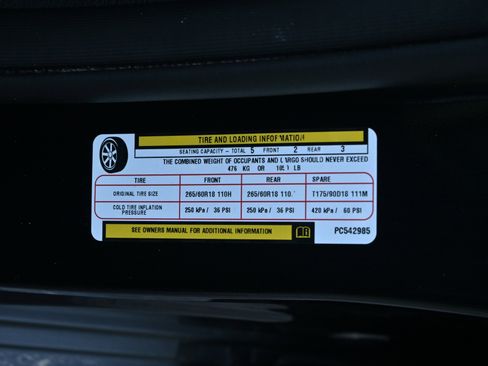 TIRE AND LOADING INFORMATION
SEATING CAPACITY - TOTAL 5 FRONT 2 REAR 3
THE COMBINED WEIGHT OF OCCUPANTS AND CARGO SHOULD NEVER EXCEED
476 KG OR LB
TIRE FRONT REAR SPARE
ORIGINAL TIRE SIZE 265/60R18 110H 265/60R18 T175/90D18 111M
COLD TIRE INFLATION PRESSURE 250 kPa / 36 PSI 250 kPa / 36 PSI 420 kPa / 60 PSI
SEE OWNERS MANUAL FOR ADDITIONAL INFORMATION PC542985